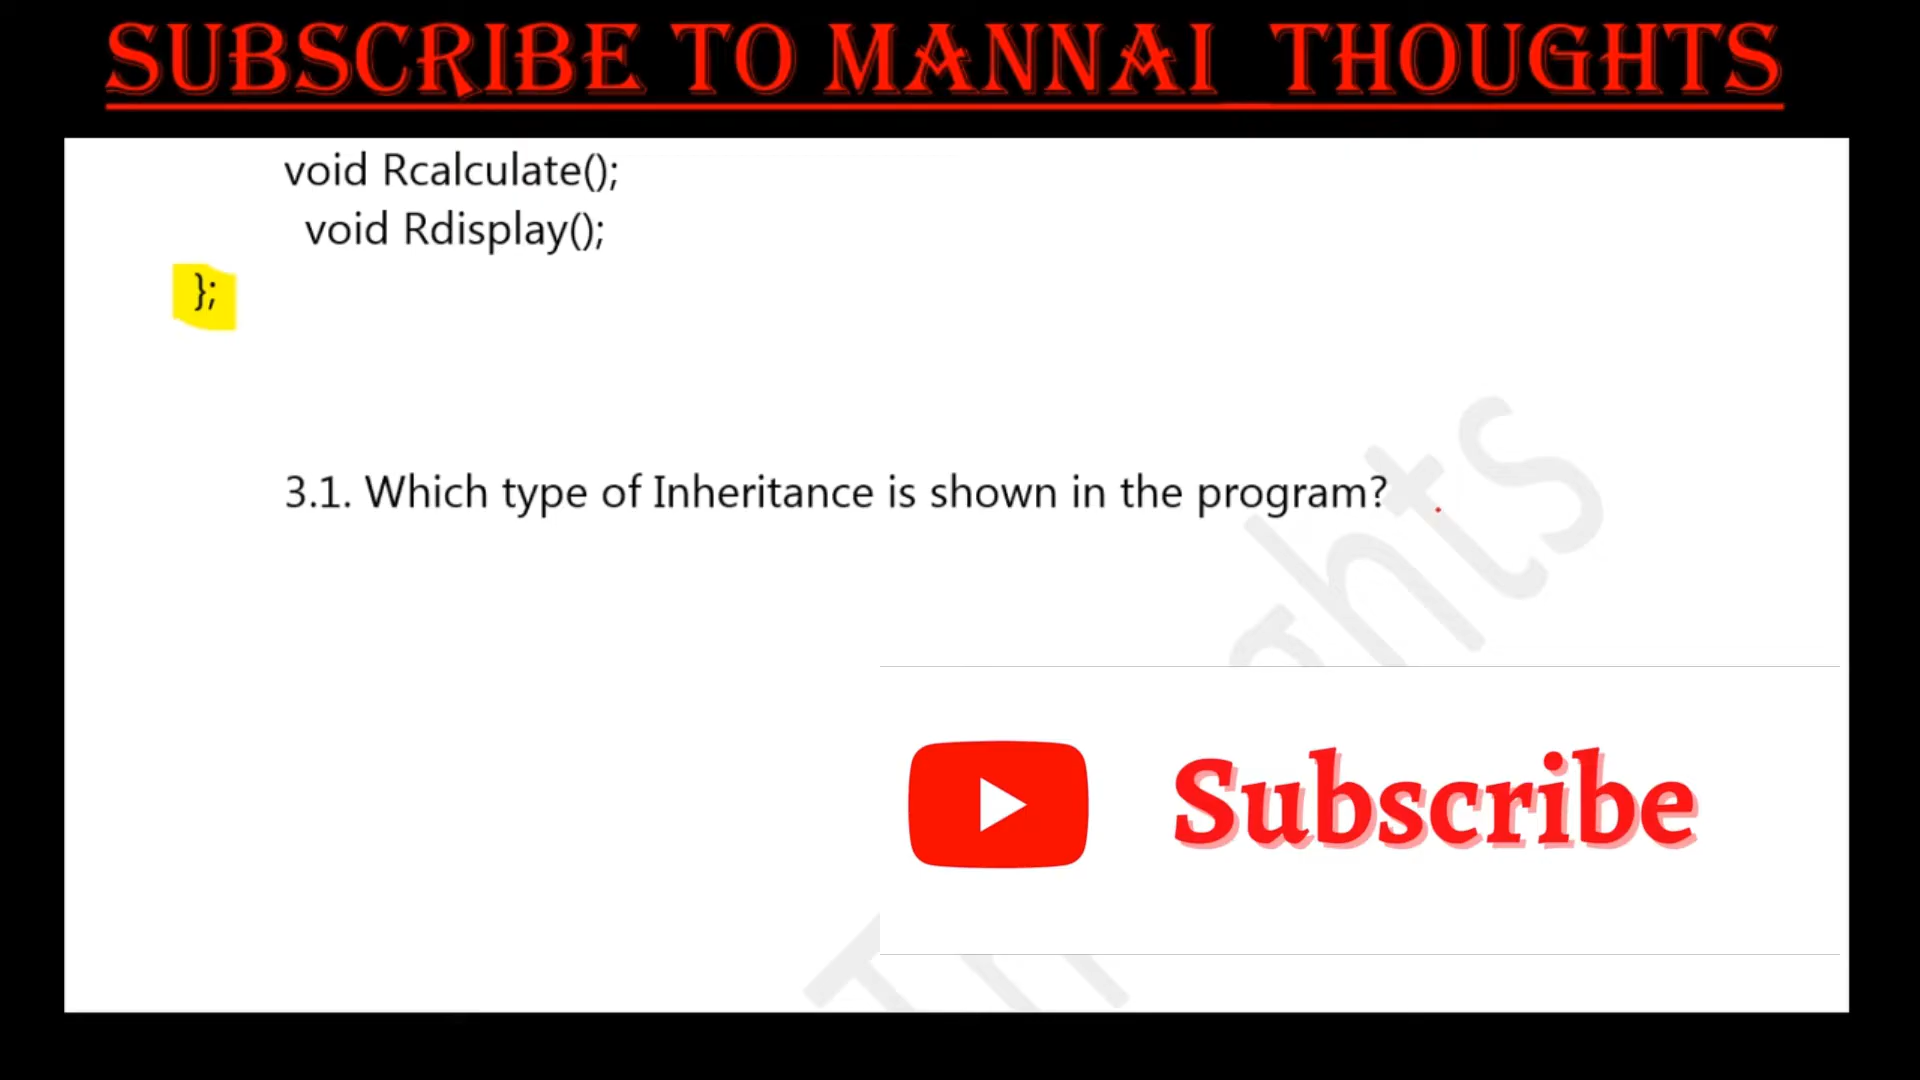 SUBSCRIBE TO MANNAI THOUGHTS
void Rcalculate();
void Rdisplay();
};
3.1. Which type of Inheritance is shown in the program?
Subscribe